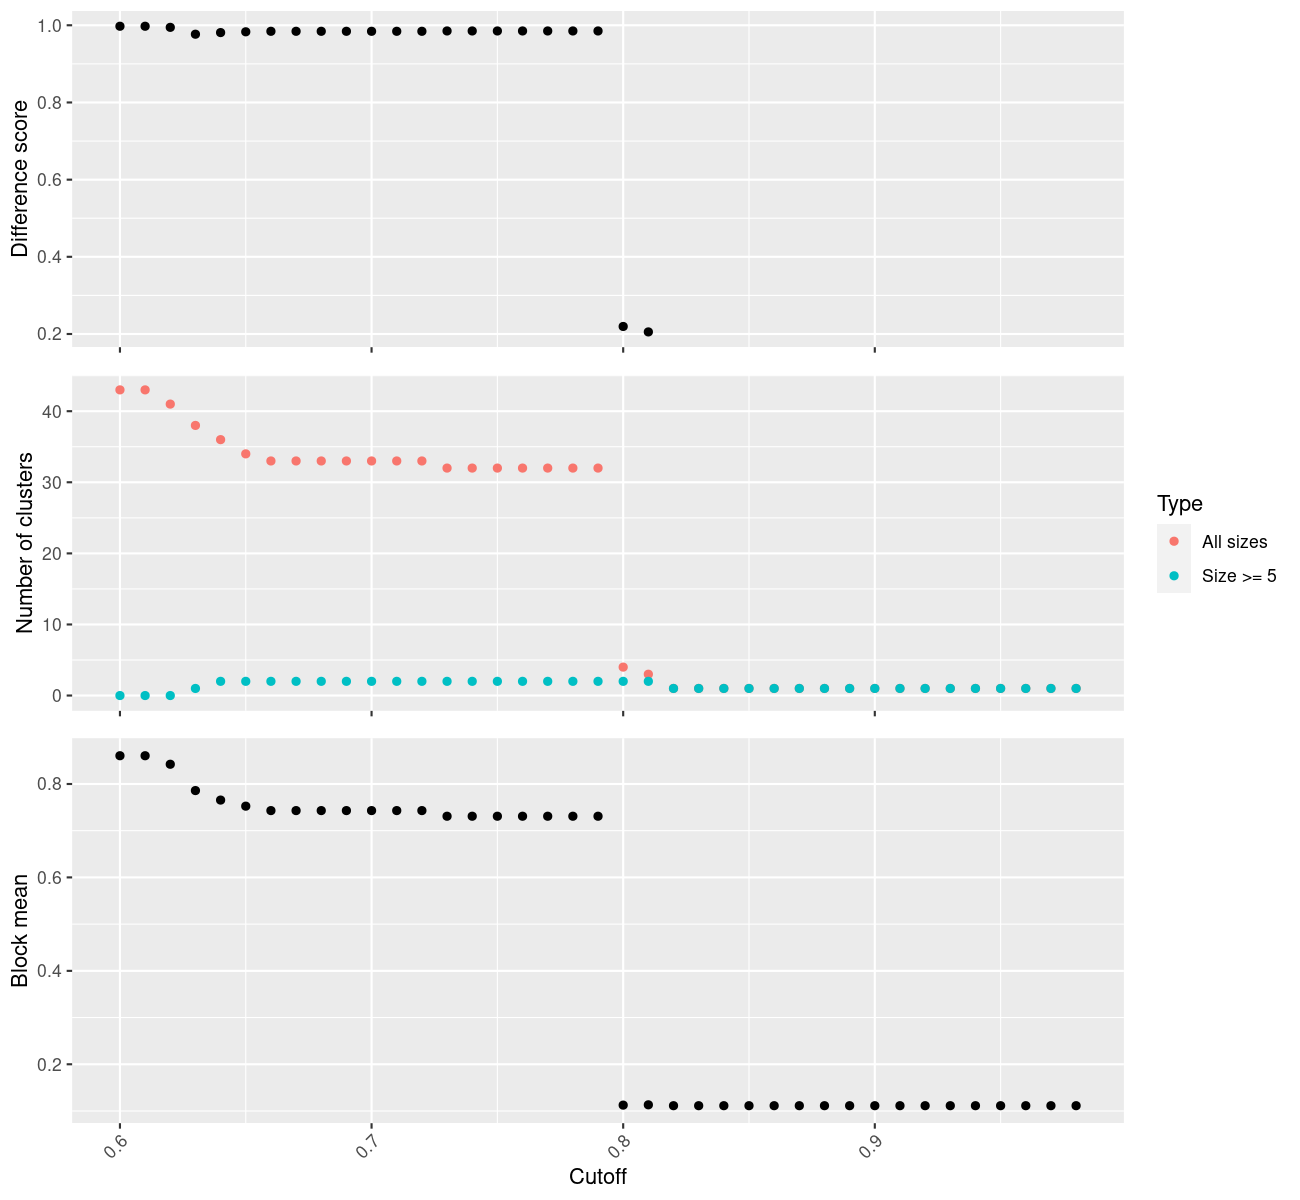 Difference score
1.0
0.8
0.6
0.4
0.2
Number of clusters
40
30
20
10
0
Type
All sizes
Size >= 5
Block mean
0.8
0.6
0.4
0.2
0.6
0.7
0.8
0.9
Cutoff